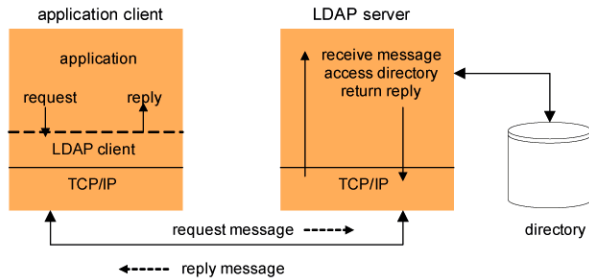 application client
LDAP server
application
request
reply
LDAP client
TCP/IP
receive message
access directory
return reply
TCP/IP
directory
request message
reply message